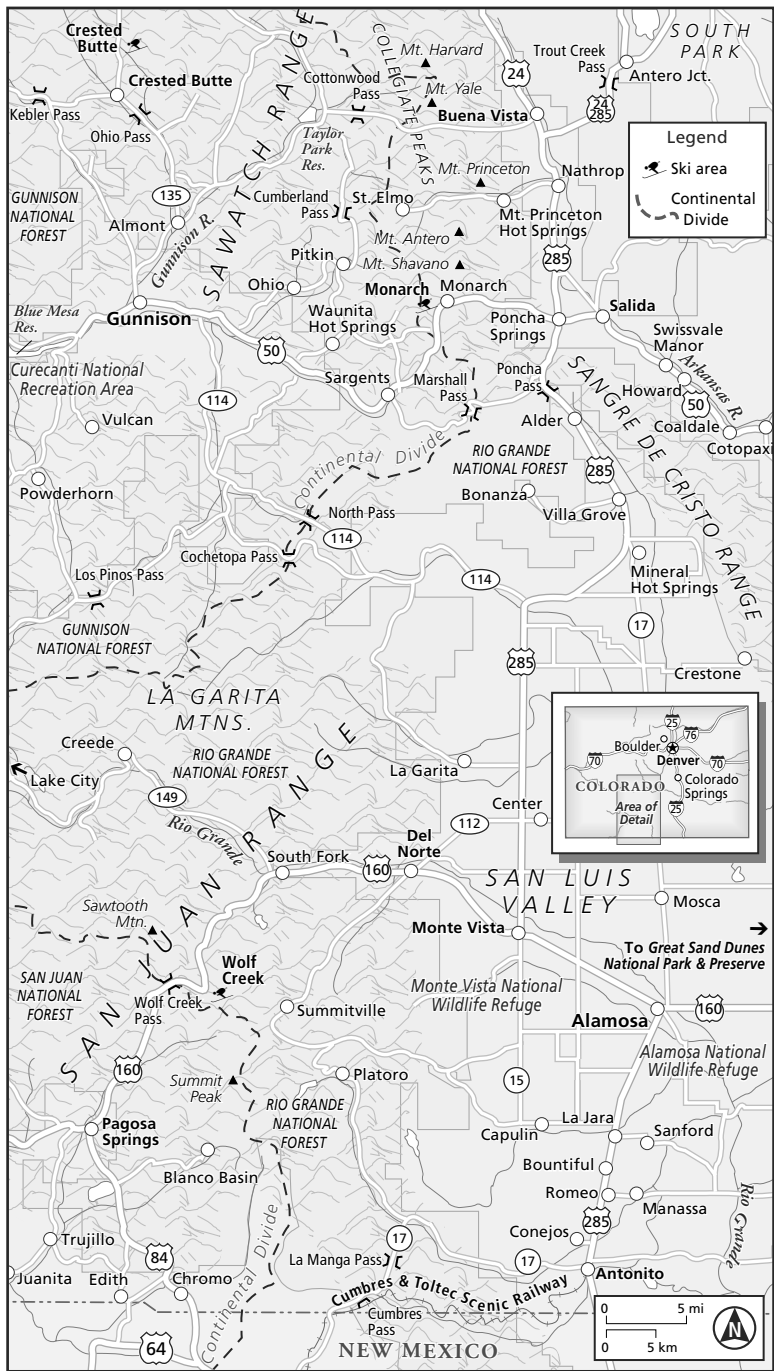 Crested
Butte
Crested Butte
Kebler Pass
Ohio Pass
SAWATCH RANGE
COLLEGIATE PEAKS
Mt. Harvard
Cottonwood
Pass
Mt. Yale
24
Buena Vista
Trout Creek
Pass
SOUTH
PARK
Antero Jct.
24
285
Legend
Ski area
Continental
Divide
Taylor
Park
Res.
Mt. Princeton
Nathrop
GUNNISON
NATIONAL
FOREST
135
Almont
Gunnison R.
Cumberland
Pass
St. Elmo
Mt. Princeton
Hot Springs
Mt. Antero
Pitkin
Mt. Shavano
285
Ohio
Monarch
Monarch
Blue Mesa
Res.
Gunnison
Waunita
Hot Springs
Poncha
Springs
Salida
Swissvale
Manor
Arkansas R.
50
Curecanti National
Recreation Area
114
Sargents
Marshall
Pass
Poncha
Pass
Howard
50
Coaldale
Cotopaxi
Vulcan
Alder
SANGRE DE CRISTO RANGE
Continental Divide
RIO GRANDE
NATIONAL FOREST
285
Powderhorn
Bonanza
Villa Grove
North Pass
114
Cochetopa Pass
Los Pinos Pass
114
Mineral
Hot Springs
GUNNISON
NATIONAL FOREST
17
285
Crestone
LA GARITA
MTNS.
Creede
RIO GRANDE
NATIONAL FOREST
Lake City
149
Rio Grande
La Garita
25
76
Boulder
70
Denver
70
COLORADO
Colorado
Springs
Area of
Detail
25
Center
112
Del
Norte
South Fork
160
SAN LUIS
VALLEY
SAN JUAN RANGE
Sawtooth
Mtn.
Mosca
Monte Vista
To Great Sand Dunes
National Park & Preserve
SAN JUAN
NATIONAL
FOREST
Wolf
Creek
Wolf Creek
Pass
Summitville
Monte Vista National
Wildlife Refuge
Alamosa
160
Alamosa National
Wildlife Refuge
160
Summit
Peak
Platoro
15
RIO GRANDE
NATIONAL
FOREST
Pagosa
Springs
Capulin
La Jara
Sanford
Blanco Basin
Bountiful
Romeo
Manassa
Rio Grande
Trujillo
Conejos
285
17
La Manga Pass
84
Continental Divide
17
Juanita
Edith
Chromo
Antonito
Cumbres & Toltec Scenic Railway
Cumbres
Pass
64
NEW MEXICO
0
5 mi
0
5 km
N